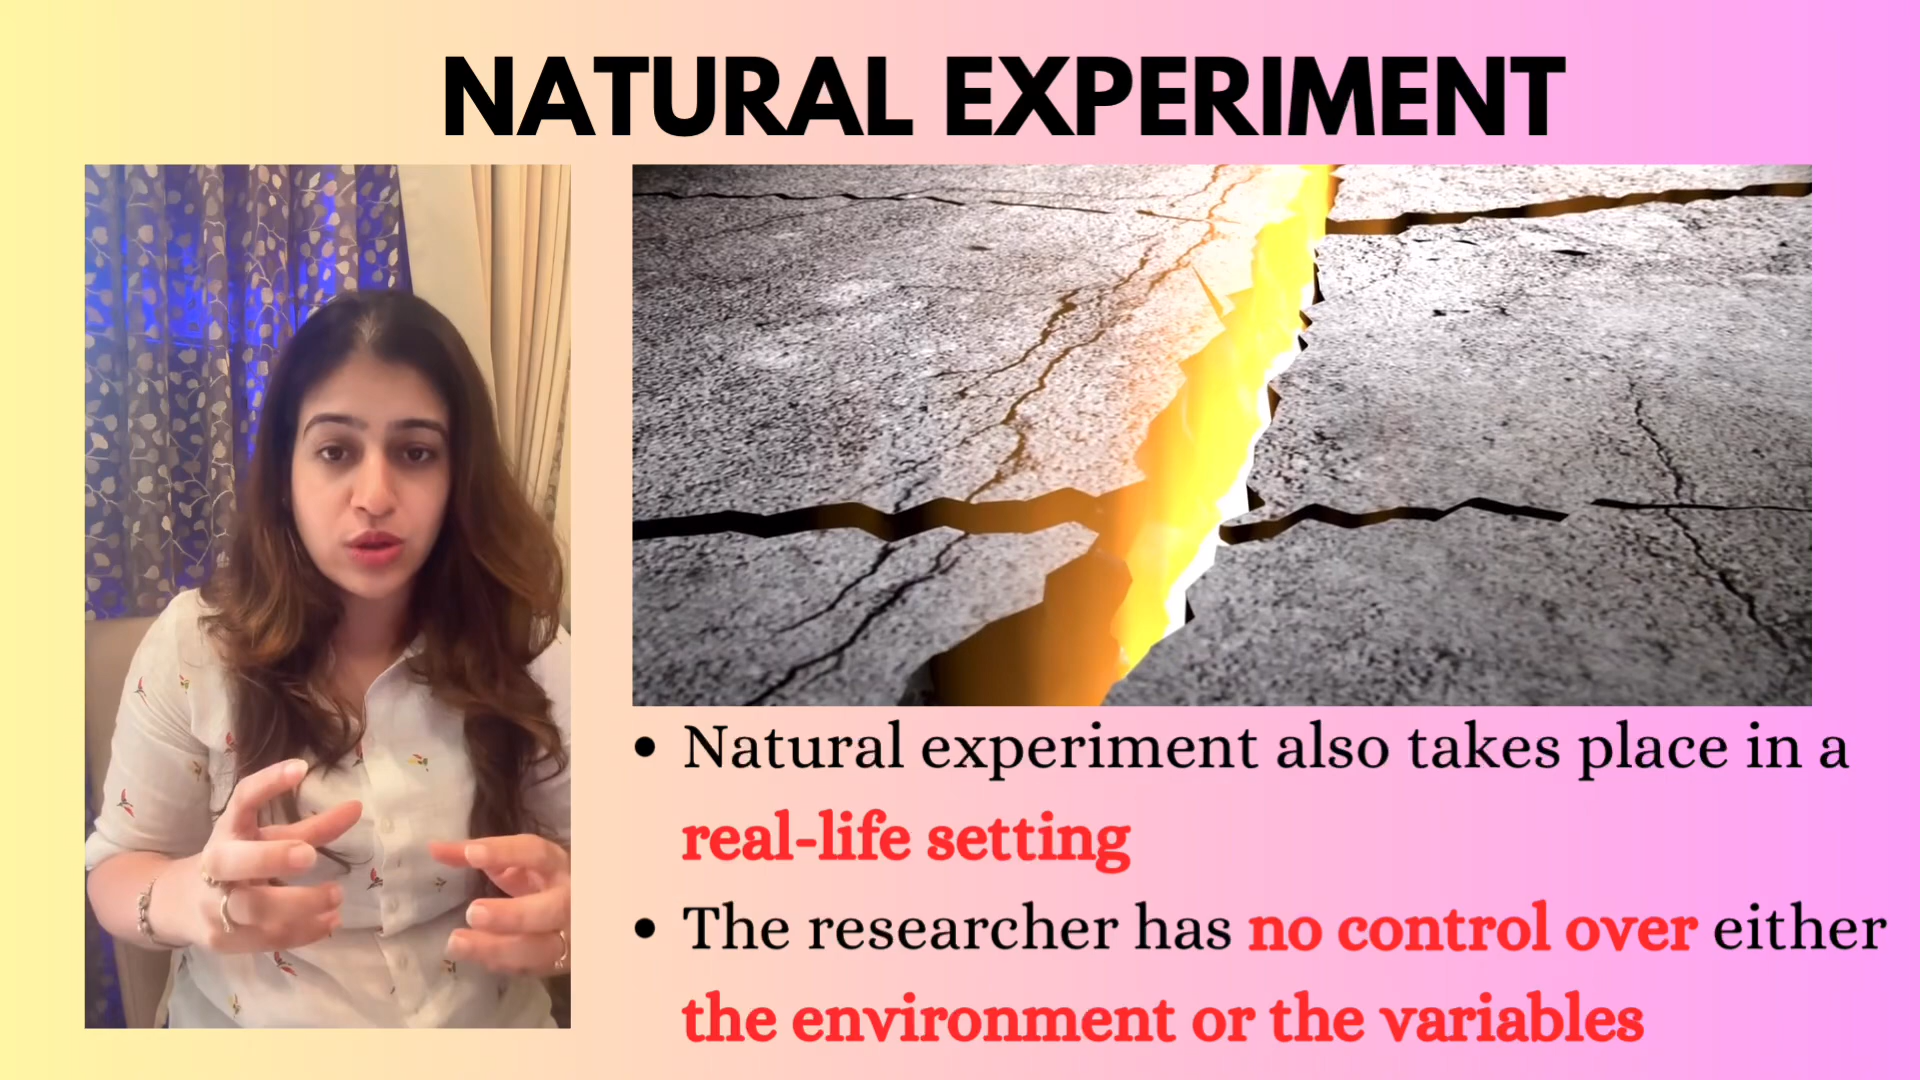 NATURAL EXPERIMENT
• Natural experiment also takes place in a
real-life setting
• The researcher has no control over either
the environment or the variables